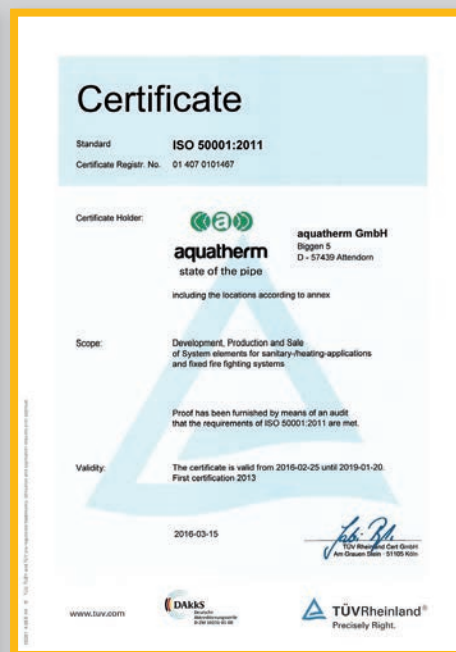 Certificate
Standard ISO 50001:2011
Certificate Registr. No. 01 407 0101467
Certificate Holder:
a
aquatherm
state of the pipe
aquatherm GmbH
Biggen 5
D - 57439 Attendorn
including the locations according to annex
Scope: Development, Production and Sale
of System elements for sanitary-/heating-applications
and fixed fire fighting systems
Proof has been furnished by means of an audit
that the requirements of ISO 50001:2011 are met.
Validity: The certificate is valid from 2016-02-25 until 2019-01-20.
First certification 2013
2016-03-15
TÜV Rheinland Cert GmbH
Am Grauen Stein · 51105 Köln
www.tuv.com
DAkkS
Deutsche
Akkreditierungsstelle
TÜVRheinland®
Precisely Right.